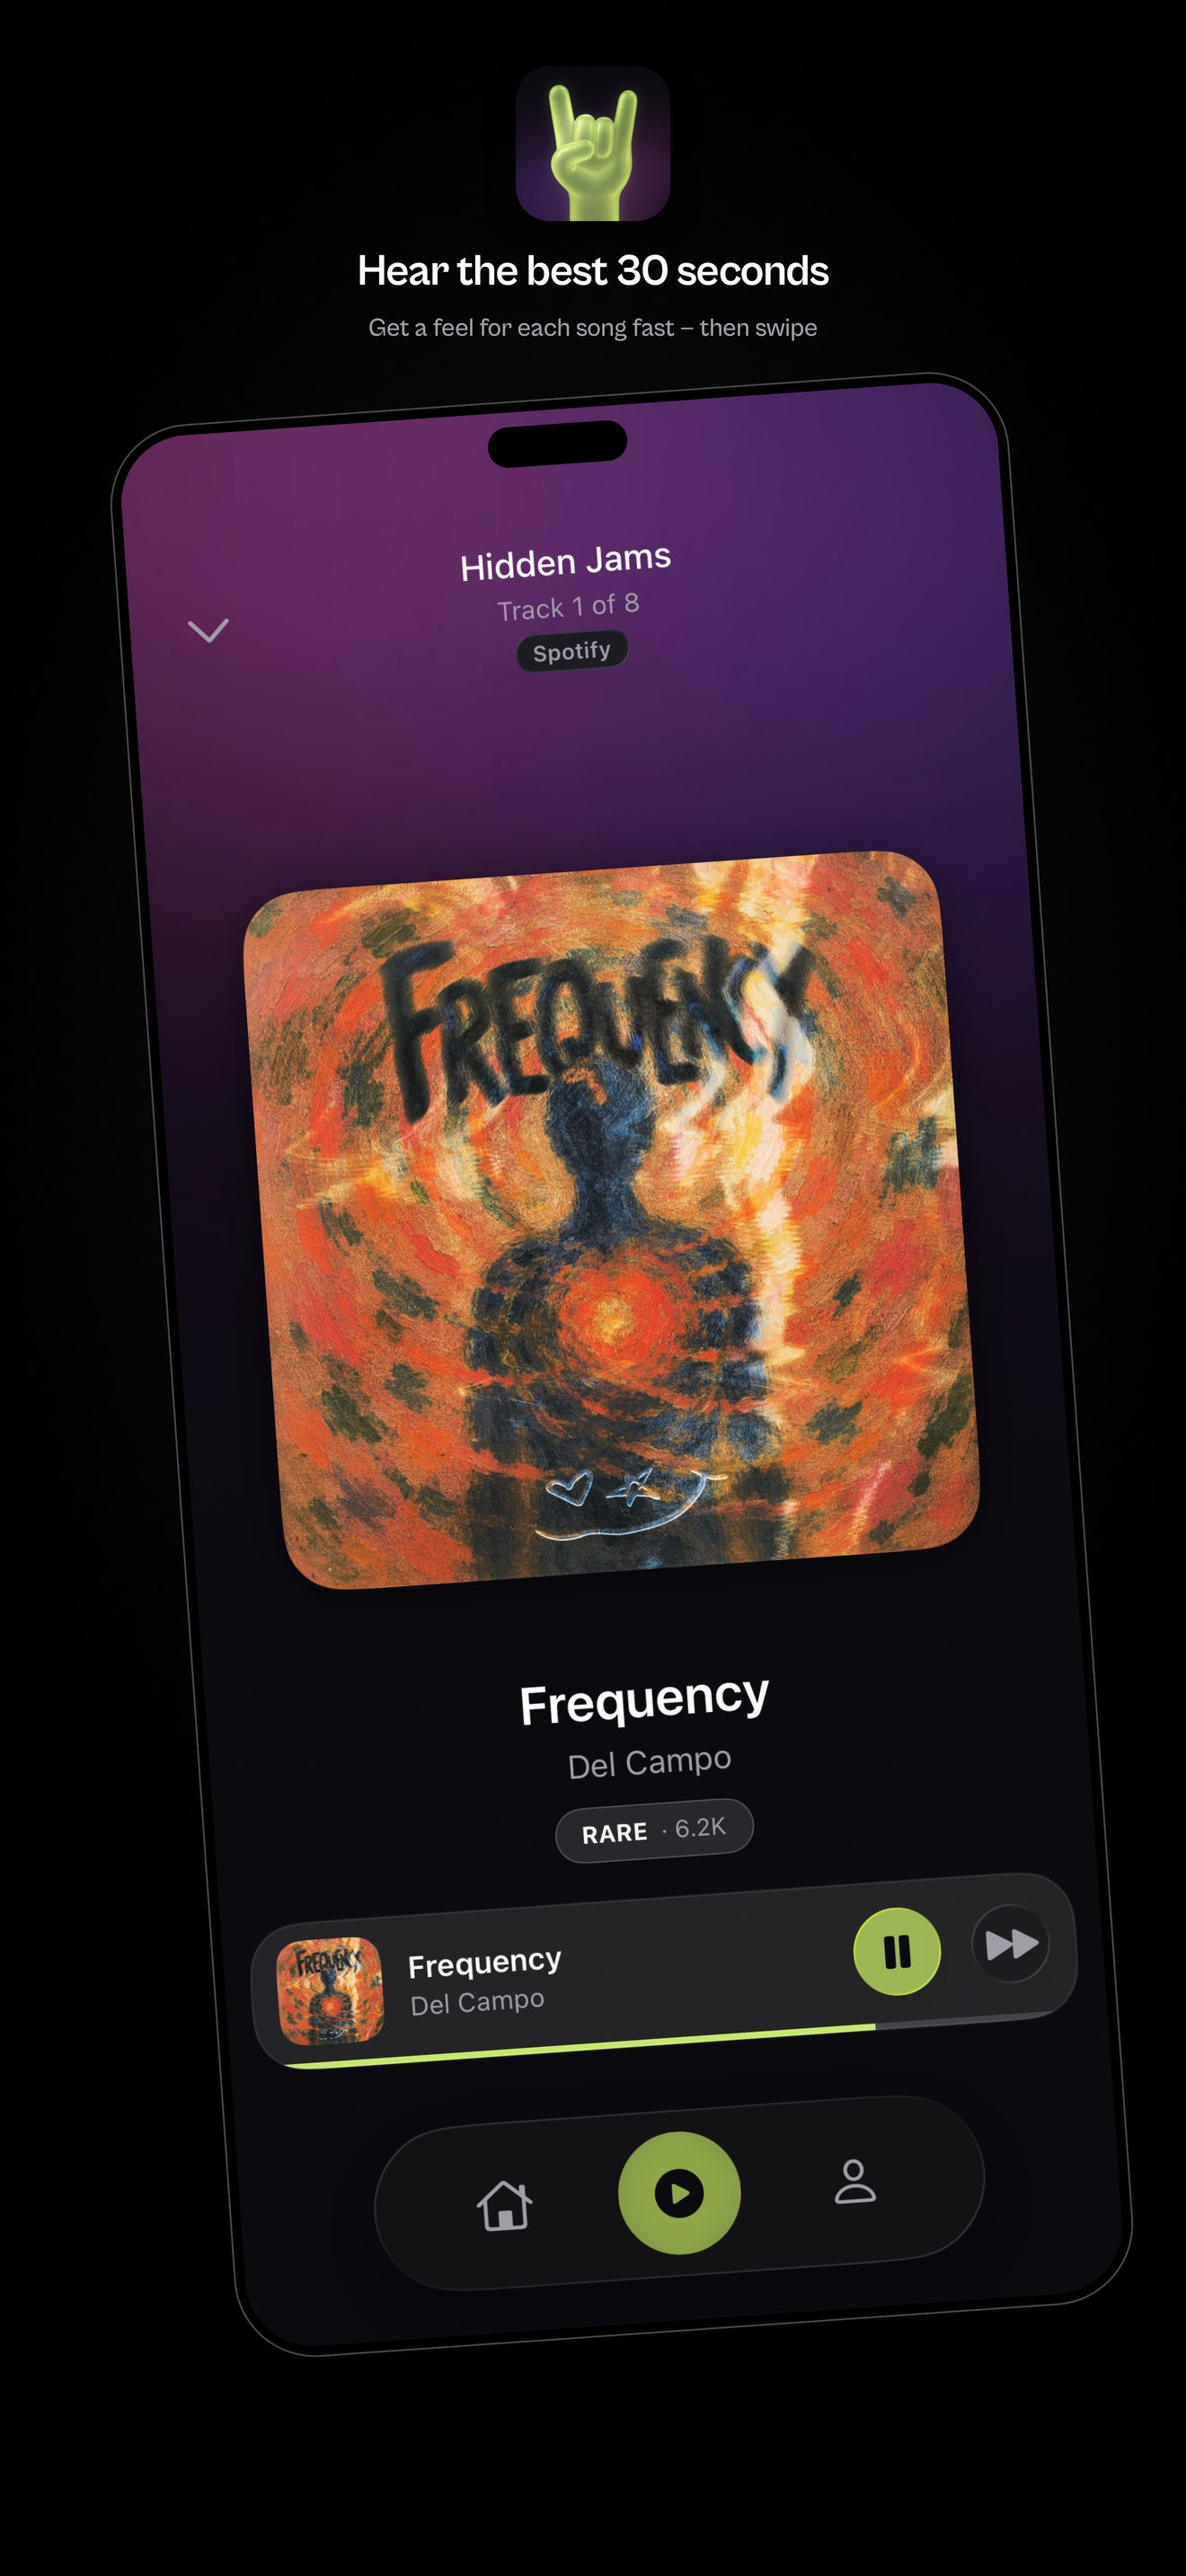 Hear the best 30 seconds
Get a feel for each song fast – then swipe
Hidden Jams
Track 1 of 8
Spotify
FREQUENCY
Frequency
Del Campo
RARE · 6.2K
FREQUENCY
Frequency
Del Campo